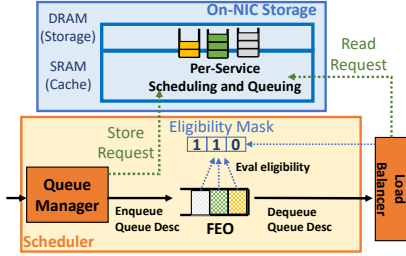 On-NIC Storage
DRAM
(Storage)
SRAM
(Cache)
Per-Service
Scheduling and Queuing
Read
Request
Store
Request
Eligibility Mask
1 1 0
Eval eligibility
Queue
Manager
Enqueue
Queue Desc
FEO
Dequeue
Queue Desc
Load
Balancer
Scheduler